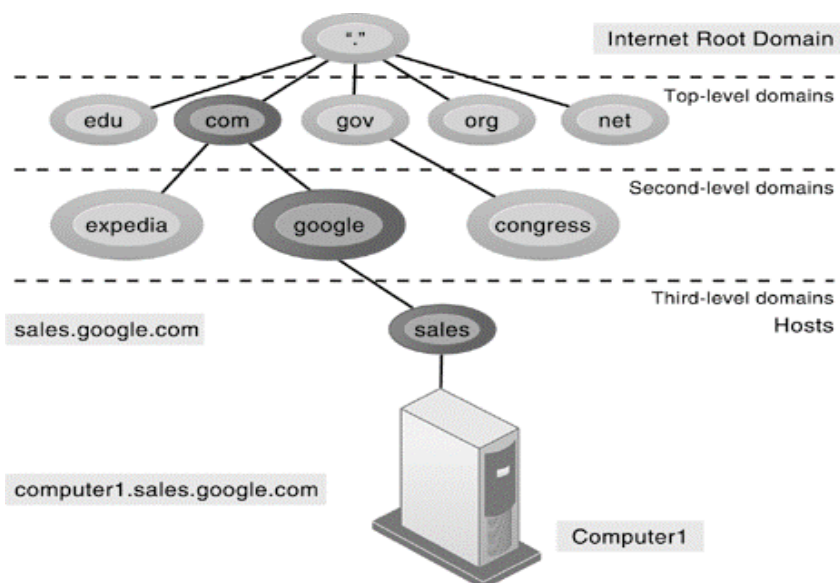 "."
Internet Root Domain
Top-level domains
edu
com
gov
org
net
Second-level domains
expedia
google
congress
Third-level domains
Hosts
sales.google.com
sales
computer1.sales.google.com
Computer1